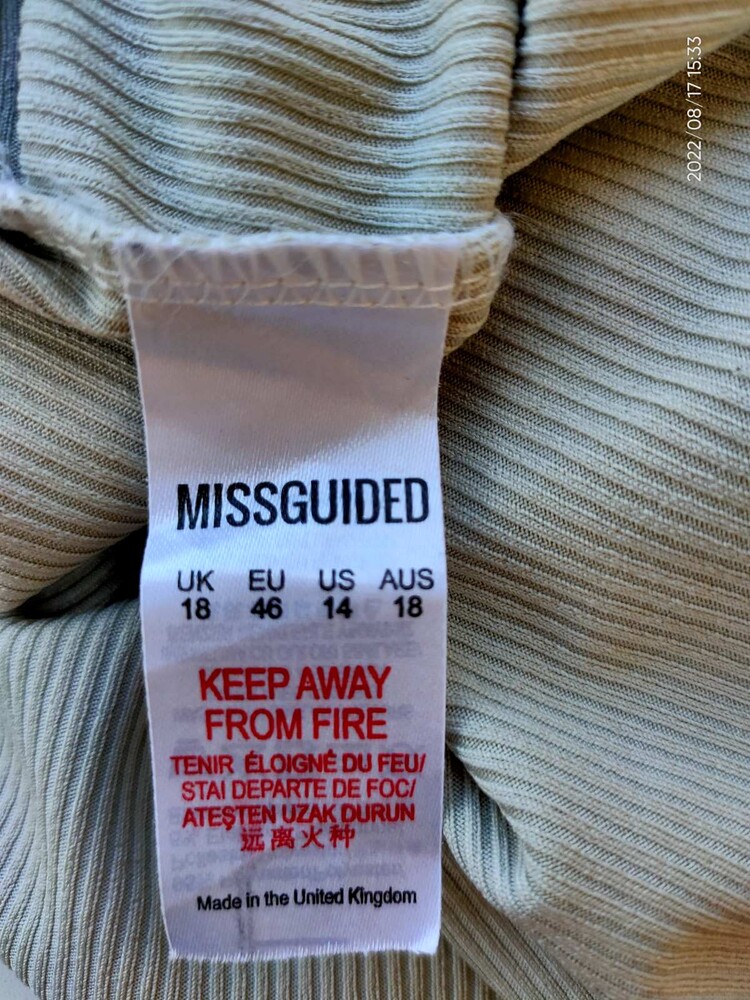 2022/08/17 15:33
MISSGUIDED
UK EU US AUS
18 46 14 18
KEEP AWAY
FROM FIRE
TENIR ÉLOIGNÉ DU FEU/
STAI DEPARTE DE FOC/
ATEŞTEN UZAK DURUN
远离火种
Made in the United Kingdom